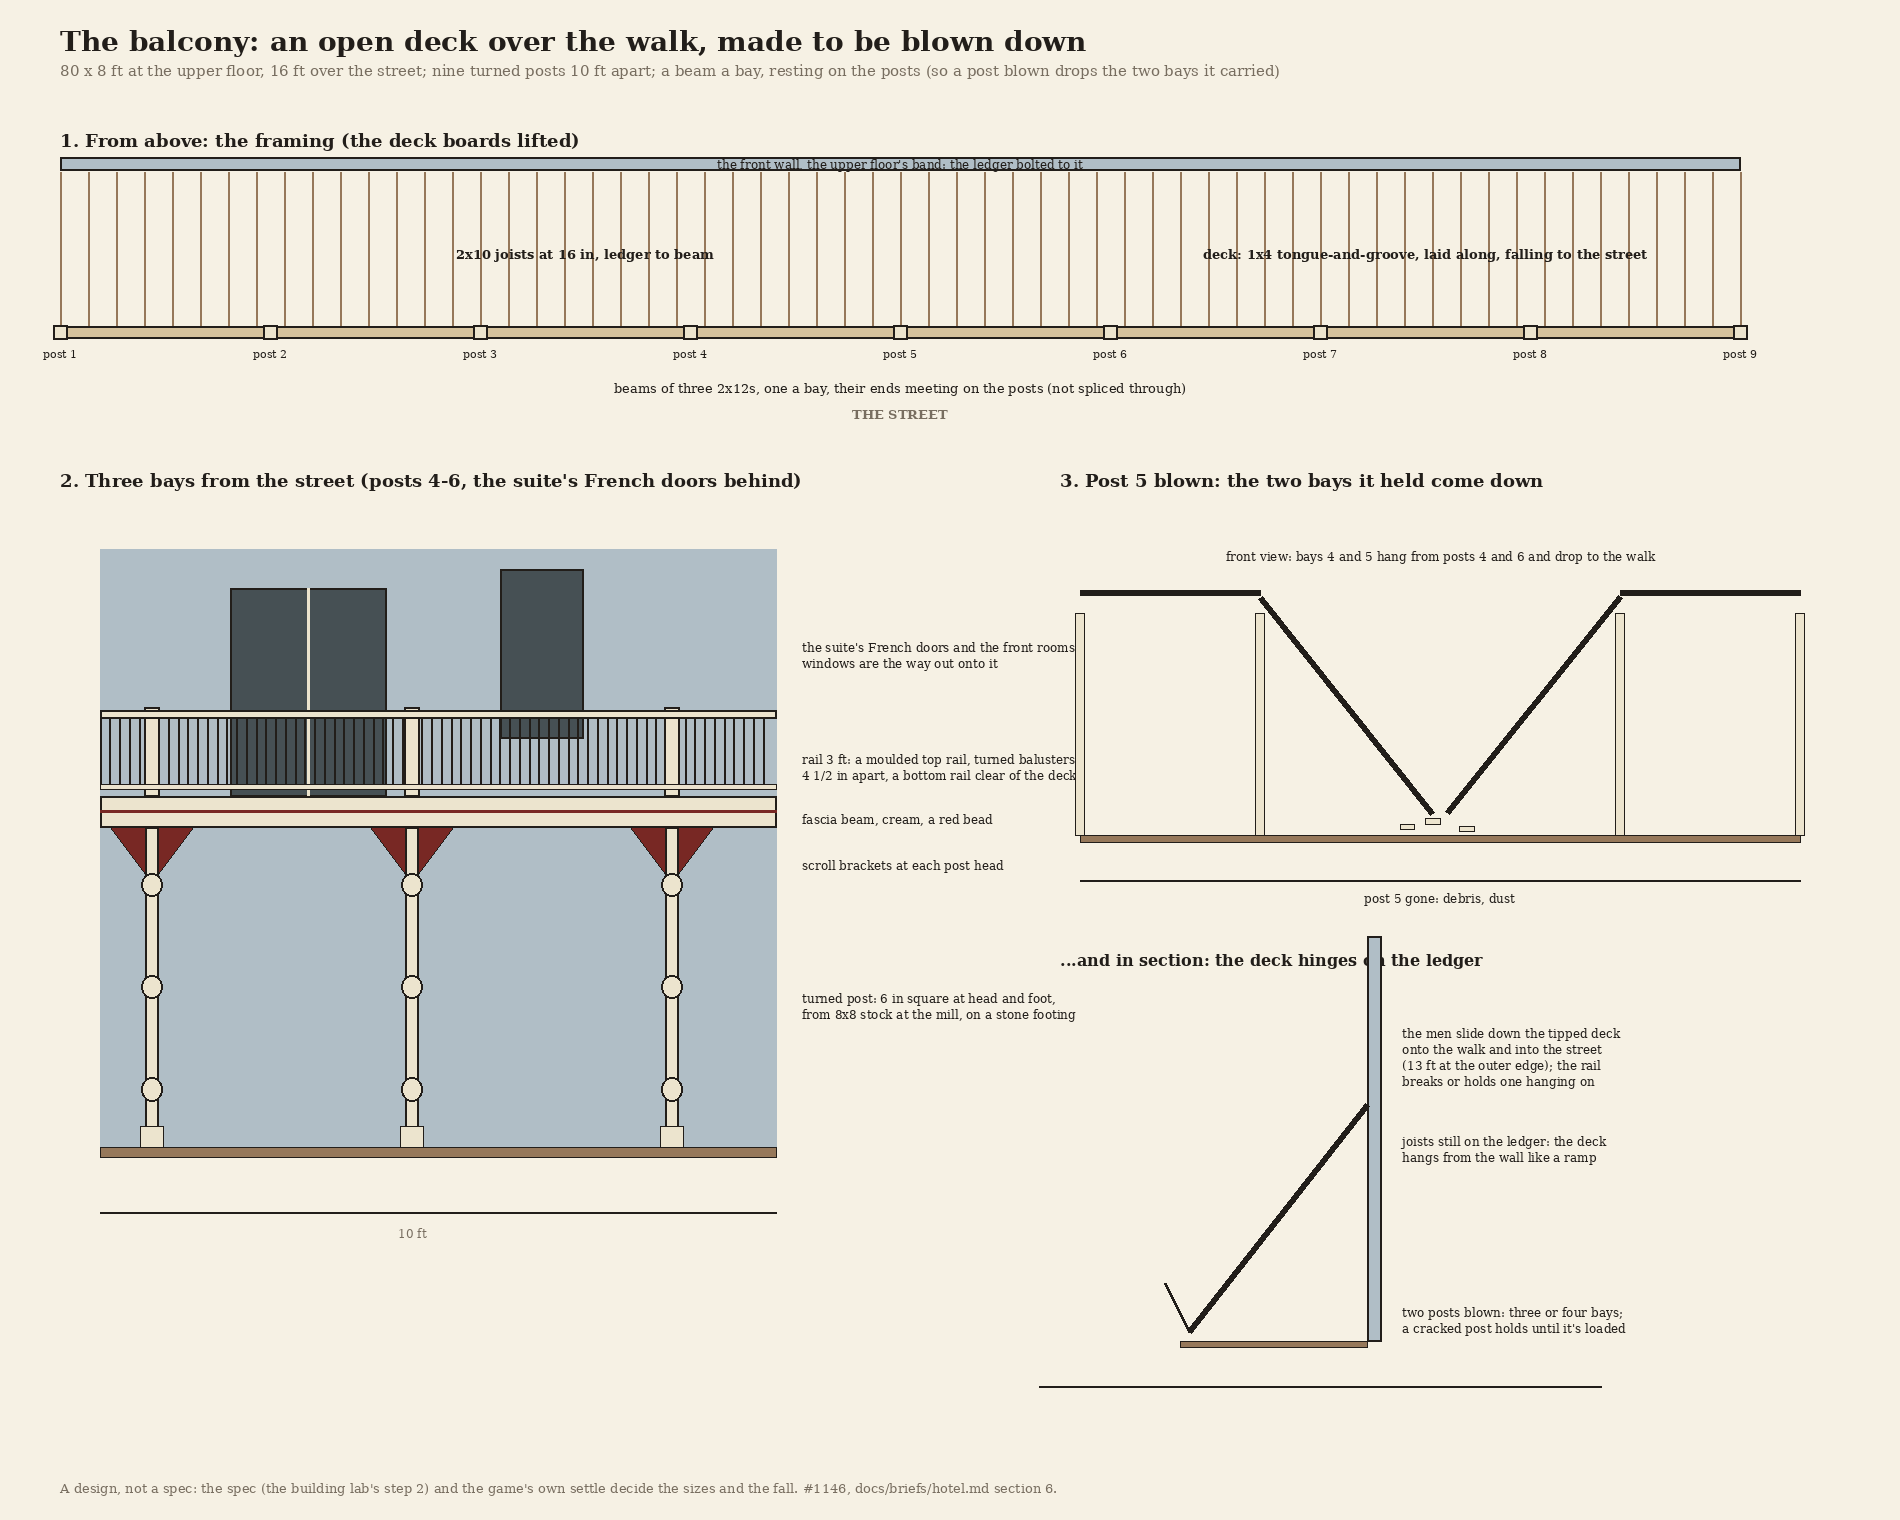 The balcony: an open deck over the walk, made to be blown down
80 x 8 ft at the upper floor, 16 ft over the street; nine turned posts 10 ft apart; a beam a bay, resting on the posts (so a post blown drops the two bays it carried)
1. From above: the framing (the deck boards lifted)
the front wall, the upper floor's band: the ledger bolted to it
2x10 joists at 16 in, ledger to beam
deck: 1x4 tongue-and-groove, laid along, falling to the street
post 1
post 2
post 3
post 4
post 5
post 6
post 7
post 8
post 9
beams of three 2x12s, one a bay, their ends meeting on the posts (not spliced through)
THE STREET
2. Three bays from the street (posts 4-6, the suite's French doors behind)
the suite's French doors and the front rooms
windows are the way out onto it
rail 3 ft: a moulded top rail, turned balusters
4 1/2 in apart, a bottom rail clear of the deck
fascia beam, cream, a red bead
scroll brackets at each post head
turned post: 6 in square at head and foot,
from 8x8 stock at the mill, on a stone footing
10 ft
3. Post 5 blown: the two bays it held come down
front view: bays 4 and 5 hang from posts 4 and 6 and drop to the walk
post 5 gone: debris, dust
...and in section: the deck hinges on the ledger
the men slide down the tipped deck
onto the walk and into the street
(13 ft at the outer edge); the rail
breaks or holds one hanging on
joists still on the ledger: the deck
hangs from the wall like a ramp
two posts blown: three or four bays;
a cracked post holds until it's loaded
A design, not a spec: the spec (the building lab's step 2) and the game's own settle decide the sizes and the fall. #1146, docs/briefs/hotel.md section 6.